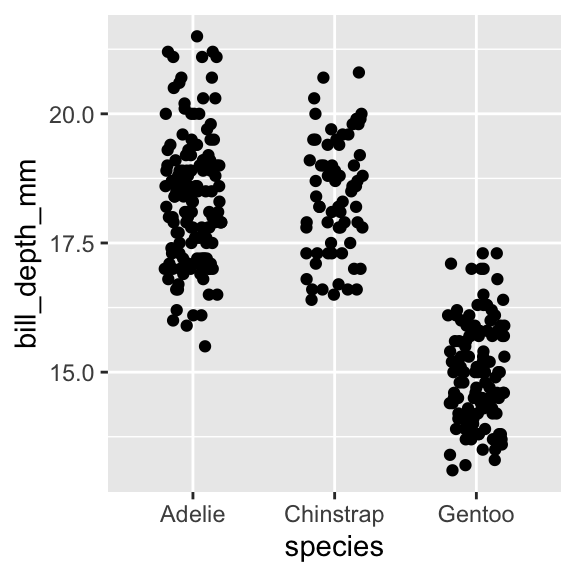 bill_depth_mm
20.0
17.5
15.0
Adelie
Chinstrap
Gentoo
species